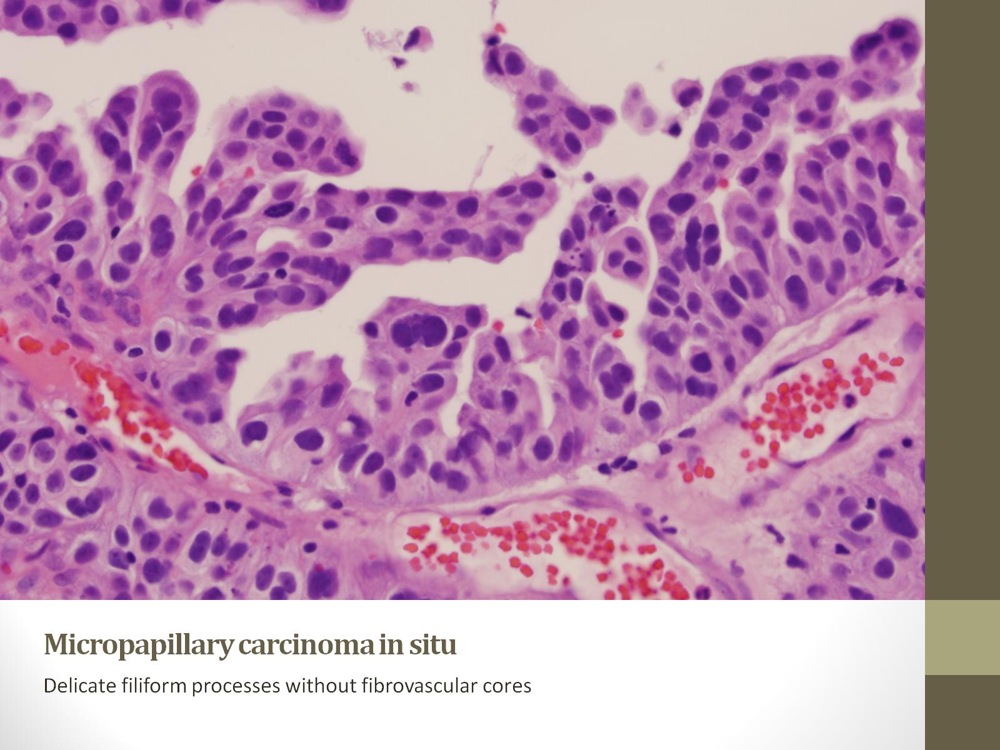 Micropapillary carcinoma in situ
Delicate filiform processes without fibrovascular cores